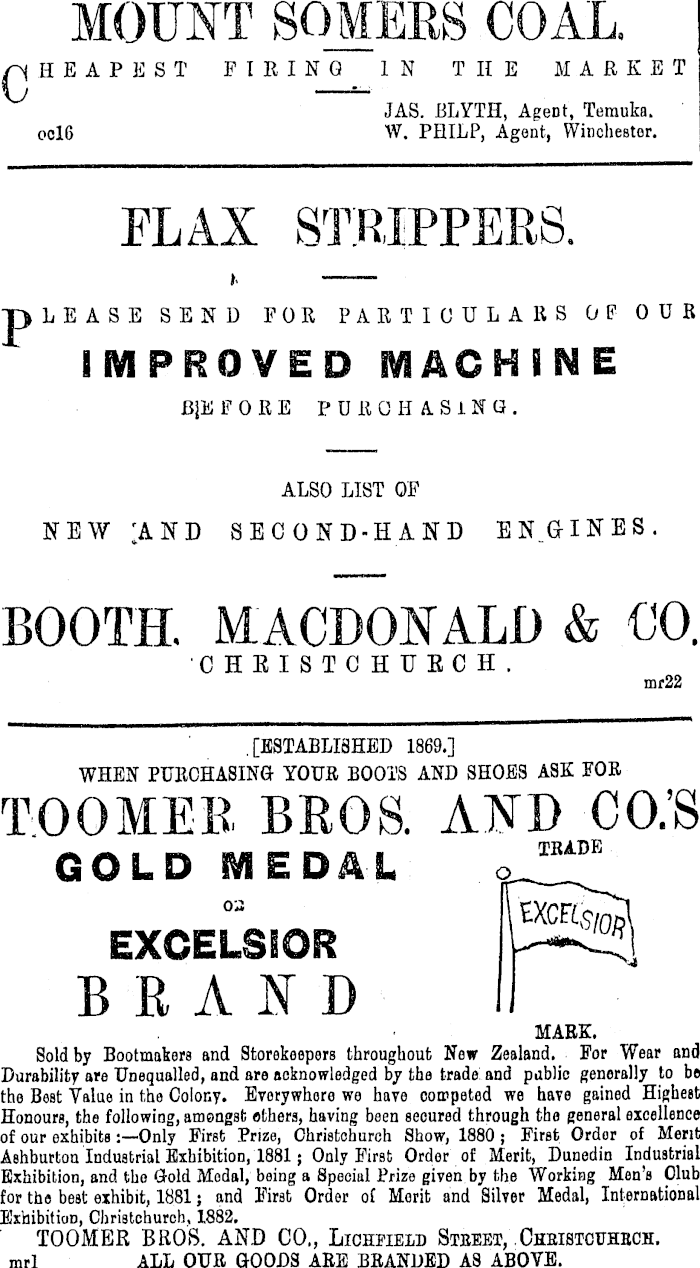 MOUNT SOMERS COAL.
CHEAPEST FIRING IN THE MARKET
JAS. BLYTH, Agent, Temuka.
oc16 W. PHILP, Agent, Winchester.
FLAX STRIPPERS.
PLEASE SEND FOR PARTICULARS OF OUR
IMPROVED MACHINE
BEFORE PURCHASING.
ALSO LIST OF
NEW AND SECOND-HAND ENGINES.
BOOTH. MACDONALD & CO.
CHRISTCHURCH.
mr22
[ESTABLISHED 1869.]
WHEN PURCHASING YOUR BOOTS AND SHOES ASK FOR
TOOMER BROS. AND CO.'S
GOLD MEDAL
OR
EXCELSIOR
BRAND
TRADE
EXCELSIOR
MARK.
Sold by Bootmakers and Storekeepers throughout New Zealand. For Wear and
Durability are Unequalled, and are acknowledged by the trade and public generally to be
the Best Value in the Colony. Everywhere we have competed we have gained Highest
Honours, the following, amongst others, having been secured through the general excellence
of our exhibits :—Only First Prize, Christchurch Show, 1880 ; First Order of Merit
Ashburton Industrial Exhibition, 1881 ; Only First Order of Merit, Dunedin Industrial
Exhibition, and the Gold Medal, being a Special Prize given by the Working Men's Club
for the best exhibit, 1881 ; and First Order of Merit and Silver Medal, International
Exhibition, Christchurch, 1882.
TOOMER BROS. AND CO., LICHFIELD STREET, CHRISTCUHRCH.
mr1 ALL OUR GOODS ARE BRANDED AS ABOVE.